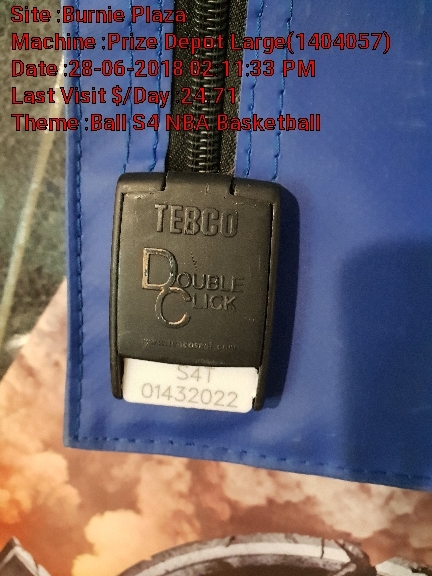 Site :Burnie Plaza
Machine :Prize Depot Large(1404057)
Date :28-06-2018 02 11:33 PM
Last Visit $/Day 24.71
Theme :Ball S4 NBA Basketball
TEBCO
DOUBLE
CLICK
S4T
01432022